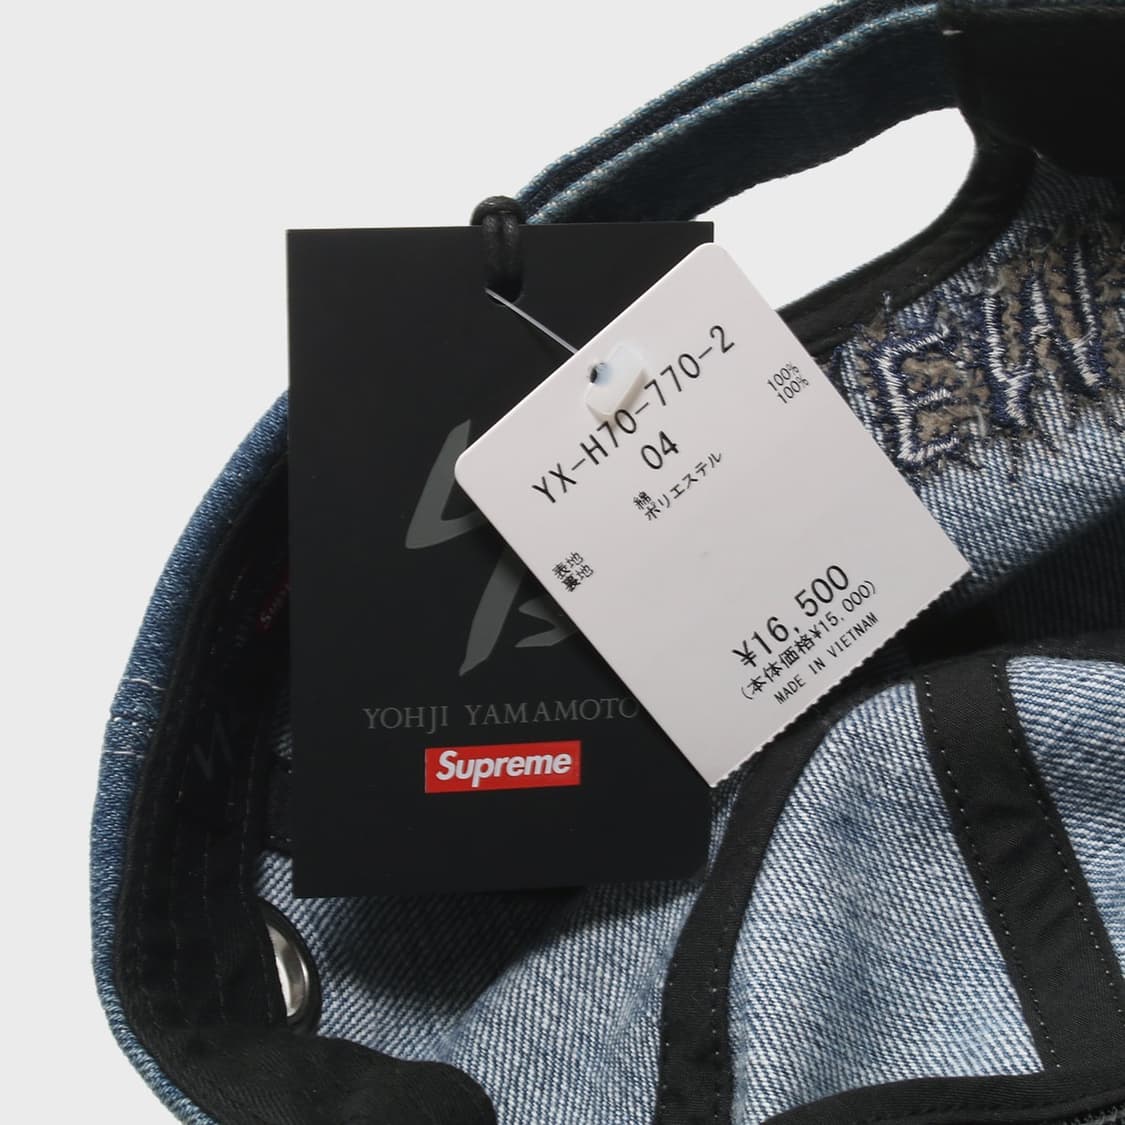 YOHJI YAMAMOTO
Supreme
YX-H70-770-2
04
表地 綿 100%
裏地 ポリエステル 100%
¥16,500
(本体価格¥15,000)
MADE IN VIETNAM